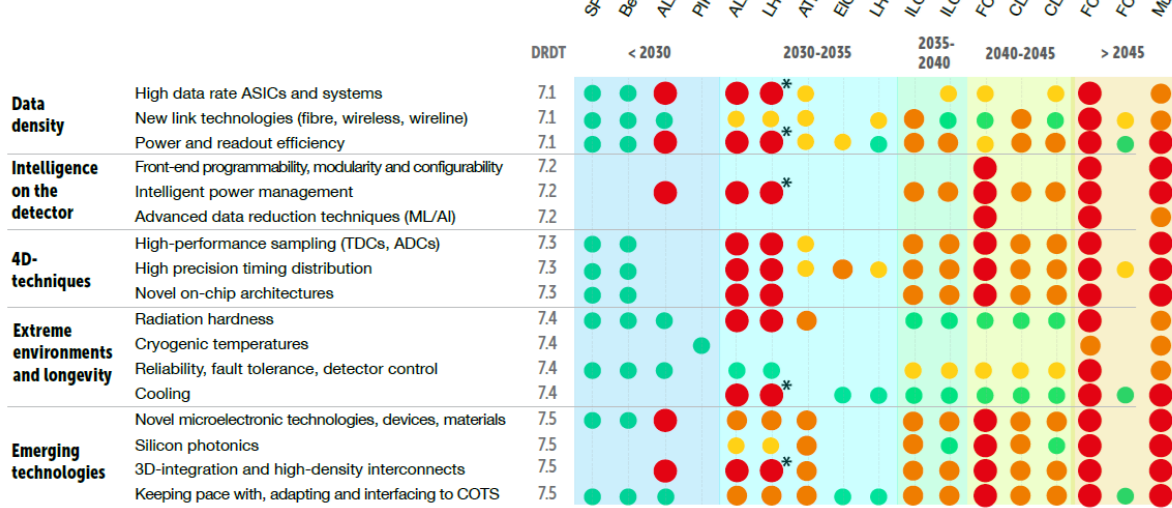 DRDT < 2030 2030-2035 2035-2040 2040-2045 > 2045
Data density
High data rate ASICs and systems 7.1 *
New link technologies (fibre, wireless, wireline) 7.1
Power and readout efficiency 7.1 *
Intelligence on the detector
Front-end programmability, modularity and configurability 7.2
Intelligent power management 7.2 *
Advanced data reduction techniques (ML/AI) 7.2
4D-techniques
High-performance sampling (TDCs, ADCs) 7.3
High precision timing distribution 7.3
Novel on-chip architectures 7.3
Extreme environments and longevity
Radiation hardness 7.4
Cryogenic temperatures 7.4
Reliability, fault tolerance, detector control 7.4
Cooling 7.4 *
Emerging technologies
Novel microelectronic technologies, devices, materials 7.5
Silicon photonics 7.5
3D-integration and high-density interconnects 7.5 *
Keeping pace with, adapting and interfacing to COTS 7.5